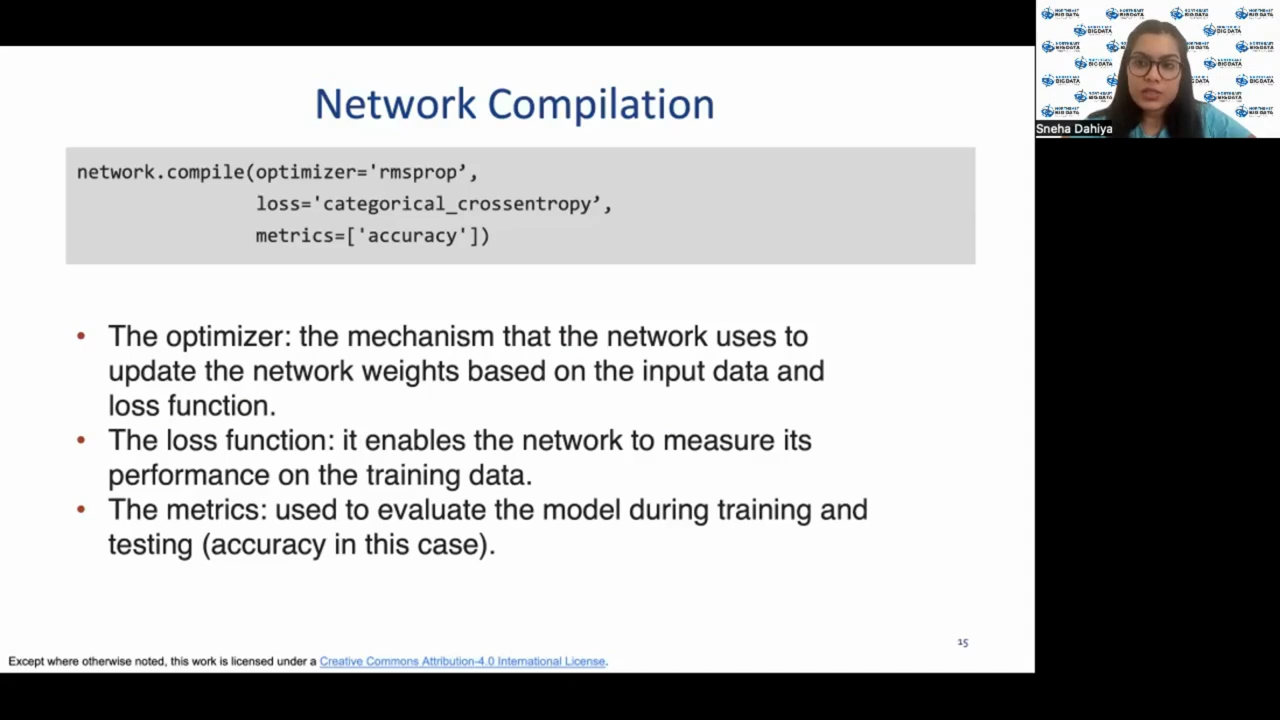 Network Compilation
network.compile(optimizer='rmsprop’,
loss='categorical_crossentropy’,
metrics=['accuracy'])
• The optimizer: the mechanism that the network uses to
update the network weights based on the input data and
loss function.
• The loss function: it enables the network to measure its
performance on the training data.
• The metrics: used to evaluate the model during training and
testing (accuracy in this case).
15
Except where otherwise noted, this work is licensed under a Creative Commons Attribution-4.0 International License.
NORTHEAST
BIG DATA
Sneha Dahiya